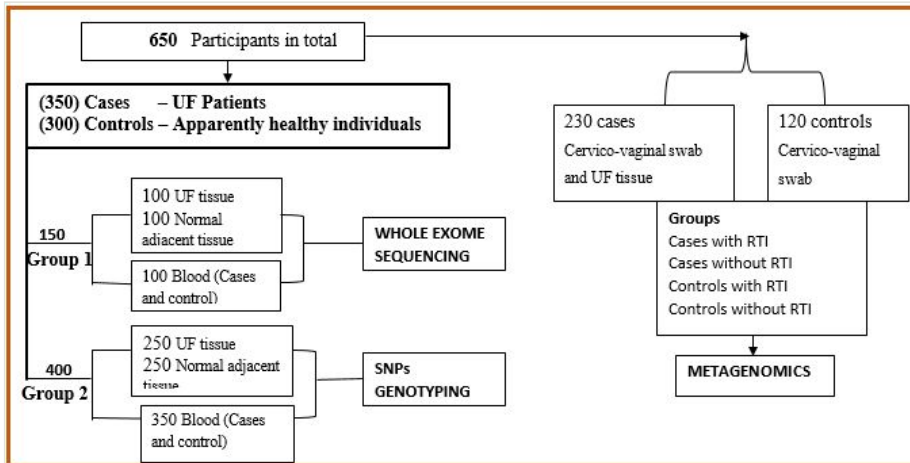 650 Participants in total
(350) Cases – UF Patients
(300) Controls – Apparently healthy individuals
150
Group 1
100 UF tissue
100 Normal
adjacent tissue
100 Blood (Cases
and control)
WHOLE EXOME
SEQUENCING
400
Group 2
250 UF tissue
250 Normal adjacent
tissue
350 Blood (Cases
and control)
SNPs
GENOTYPING
230 cases
Cervico-vaginal swab
and UF tissue
120 controls
Cervico-vaginal
swab
Groups
Cases with RTI
Cases without RTI
Controls with RTI
Controls without RTI
METAGENOMICS